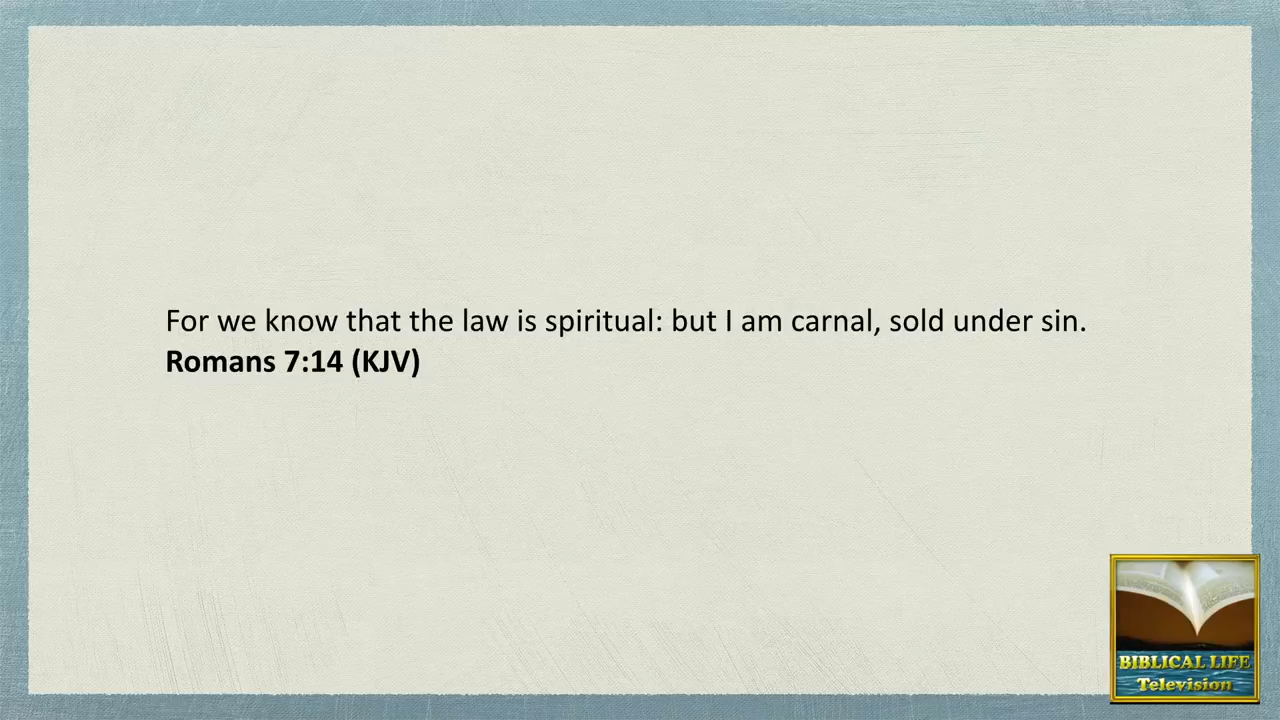 For we know that the law is spiritual: but I am carnal, sold under sin.
Romans 7:14 (KJV)
BIBLICAL LIFE
Television